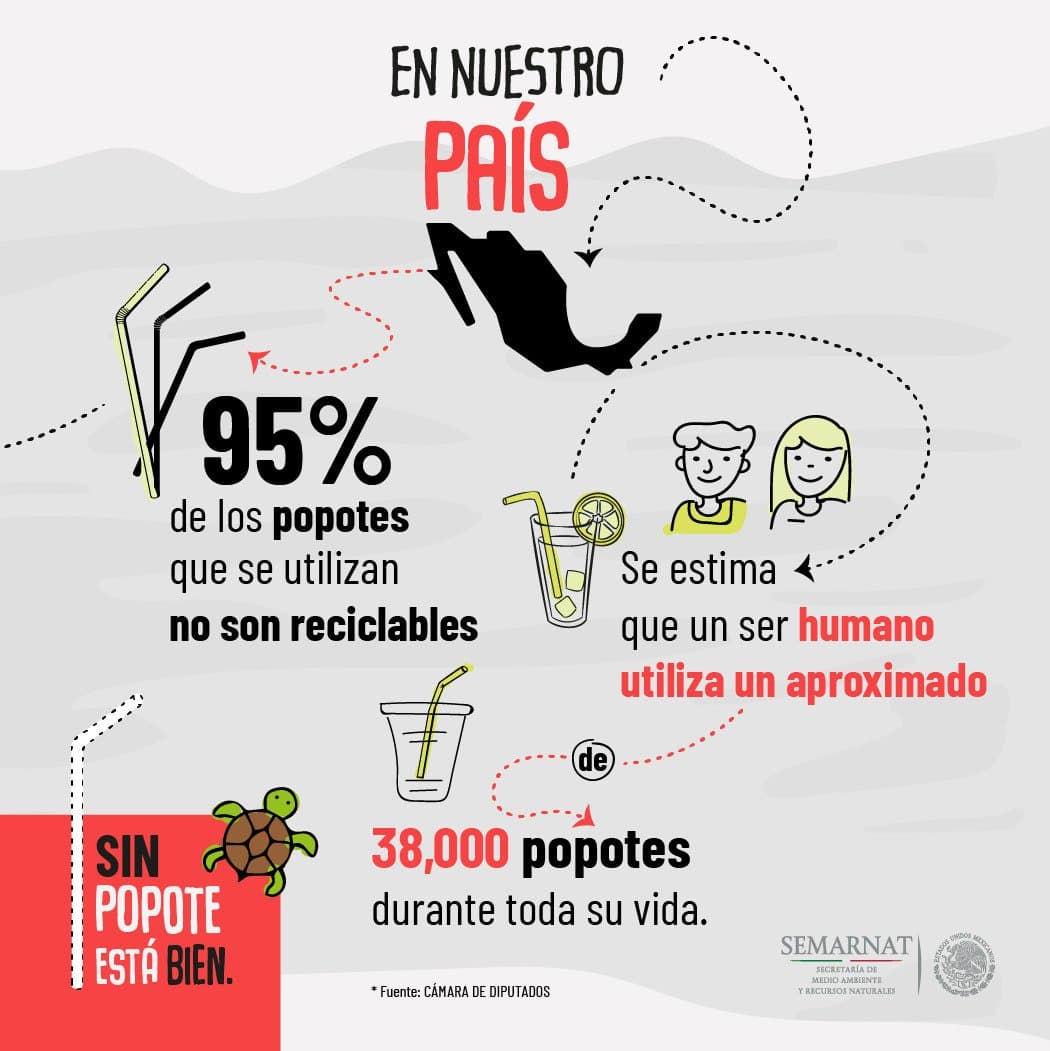 EN NUESTRO
PAÍS
95%
de los popotes
que se utilizan
no son reciclables
Se estima
que un ser humano
utiliza un aproximado
de
38,000 popotes
durante toda su vida.
SIN
POPOTE
ESTÁ BIEN.
* Fuente: CÁMARA DE DIPUTADOS
SEMARNAT
SECRETARÍA DE
MEDIO AMBIENTE
Y RECURSOS NATURALES
ESTADOS UNIDOS MEXICANOS